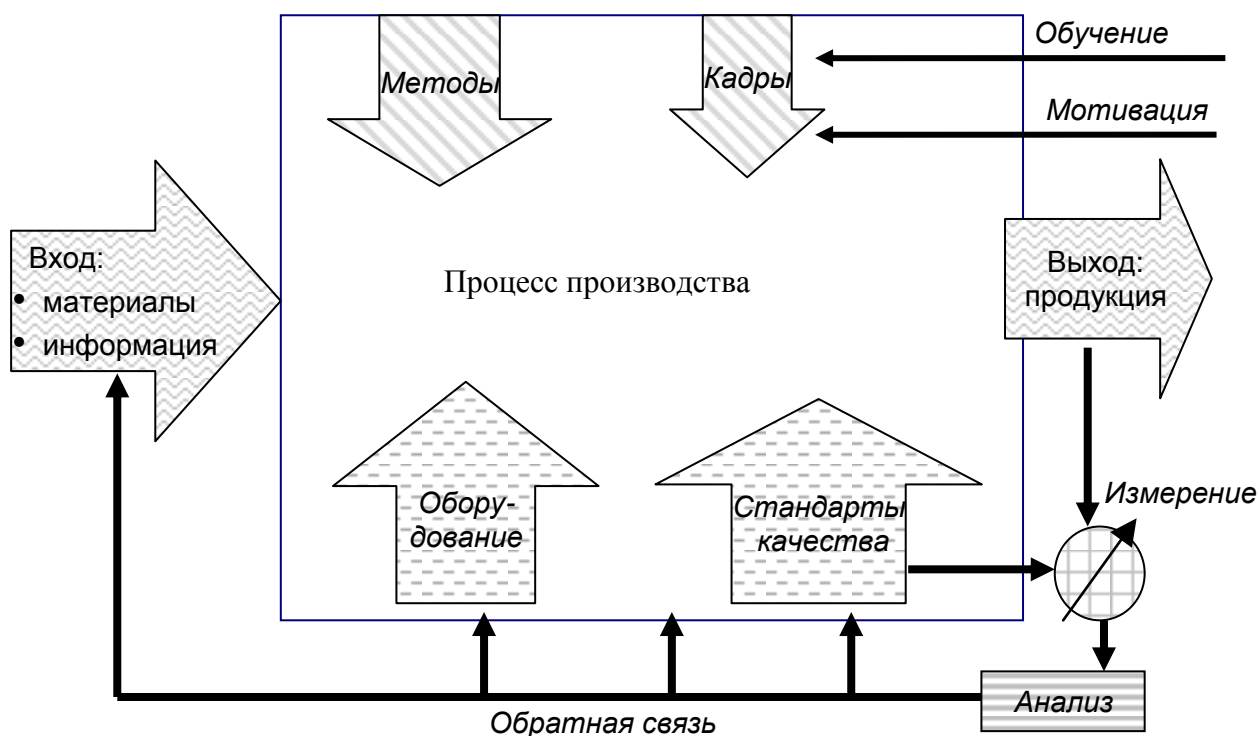 Обучение
Методы
Кадры
Мотивация
Вход:
• материалы
• информация
Процесс производства
Выход:
продукция
Обору-
дование
Стандарты
качества
Измерение
Анализ
Обратная связь